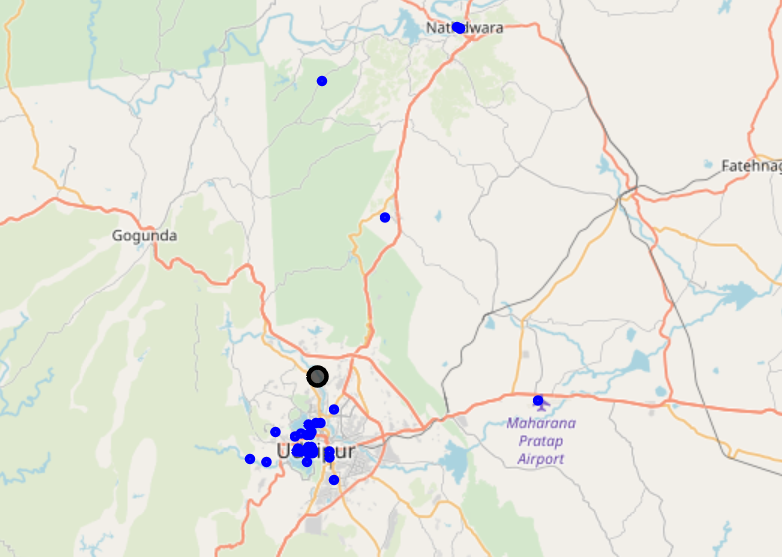 Nathdwara
Fatehnag
Gogunda
Maharana
Pratap
Airport
Udaipur